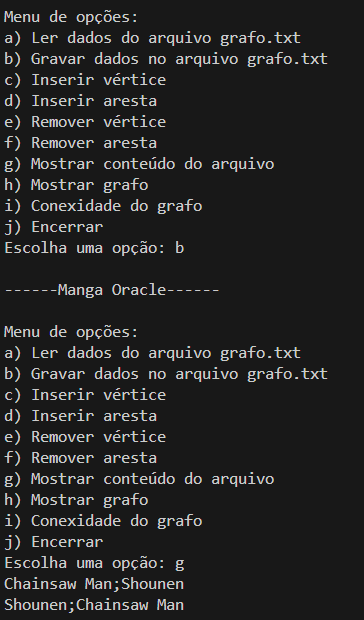 Menu de opções:
a) Ler dados do arquivo grafo.txt
b) Gravar dados no arquivo grafo.txt
c) Inserir vértice
d) Inserir aresta
e) Remover vértice
f) Remover aresta
g) Mostrar conteúdo do arquivo
h) Mostrar grafo
i) Conexidade do grafo
j) Encerrar
Escolha uma opção: b
------Manga Oracle------
Menu de opções:
a) Ler dados do arquivo grafo.txt
b) Gravar dados no arquivo grafo.txt
c) Inserir vértice
d) Inserir aresta
e) Remover vértice
f) Remover aresta
g) Mostrar conteúdo do arquivo
h) Mostrar grafo
i) Conexidade do grafo
j) Encerrar
Escolha uma opção: g
Chainsaw Man;Shounen
Shounen;Chainsaw Man